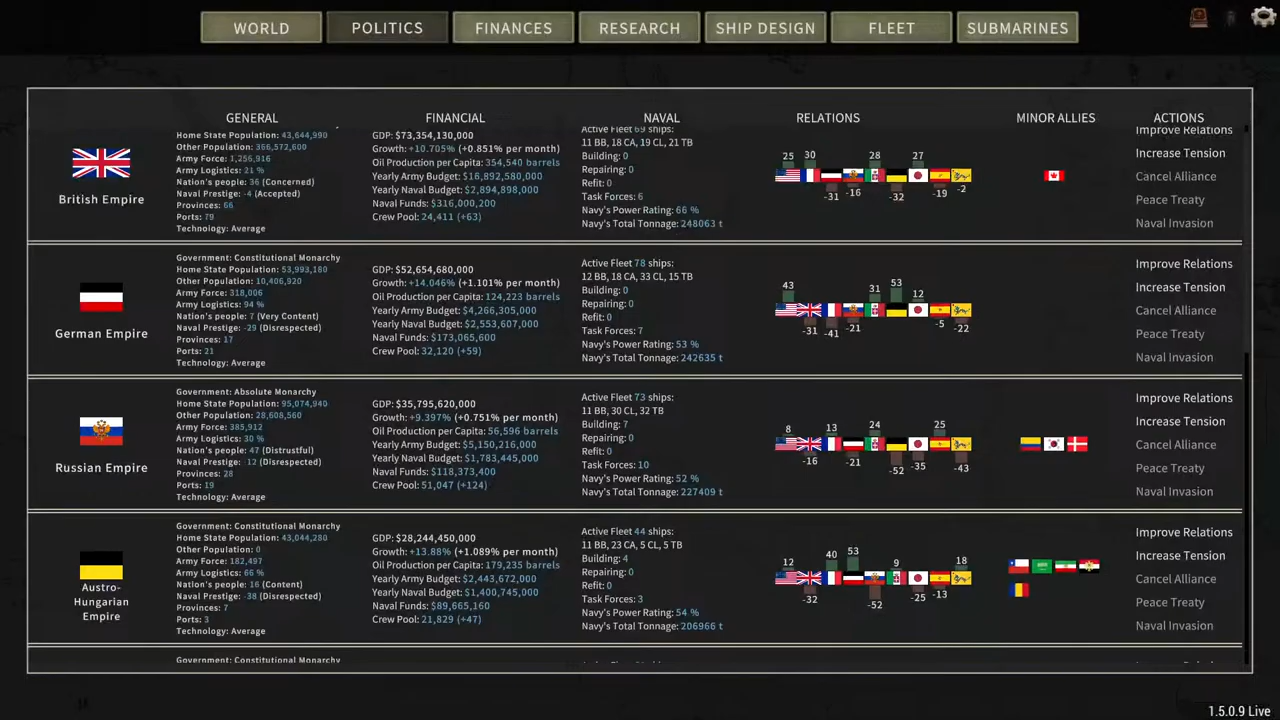 WORLD
POLITICS
FINANCES
RESEARCH
SHIP DESIGN
FLEET
SUBMARINES
GENERAL
FINANCIAL
NAVAL
RELATIONS
MINOR ALLIES
ACTIONS
British Empire
Home State Population: 43,644,990
Other Population: 366,572,600
Army Force: 1,256,916
Army Logistics: 21 %
Nation's people: 36 (Concerned)
Naval Prestige: -4 (Accepted)
Provinces: 66
Ports: 79
Technology: Average
GDP: $73,354,130,000
Growth: +10.705% (+0.851% per month)
Oil Production per Capita: 354,540 barrels
Yearly Army Budget: $16,892,580,000
Yearly Naval Budget: $2,894,898,000
Naval Funds: $316,000,200
Crew Pool: 24,411 (+63)
Active Fleet 69 ships:
11 BB, 18 CA, 19 CL, 21 TB
Building: 0
Repairing: 0
Refit: 0
Task Forces: 6
Navy's Power Rating: 66 %
Navy's Total Tonnage: 248063 t
25 30 28 27
-31 -16 -32 -19 -2
Improve Relations
Increase Tension
Cancel Alliance
Peace Treaty
Naval Invasion
German Empire
Government: Constitutional Monarchy
Home State Population: 53,993,180
Other Population: 10,406,920
Army Force: 318,006
Army Logistics: 94 %
Nation's people: 7 (Very Content)
Naval Prestige: -29 (Disrespected)
Provinces: 17
Ports: 21
Technology: Average
GDP: $52,654,680,000
Growth: +14.046% (+1.101% per month)
Oil Production per Capita: 124,223 barrels
Yearly Army Budget: $4,266,305,000
Yearly Naval Budget: $2,553,607,000
Naval Funds: $173,065,600
Crew Pool: 32,120 (+59)
Active Fleet 78 ships:
12 BB, 18 CA, 33 CL, 15 TB
Building: 0
Repairing: 0
Refit: 0
Task Forces: 7
Navy's Power Rating: 53 %
Navy's Total Tonnage: 242635 t
43 31 53 12
-31 -41 -21 -5 -22
Improve Relations
Increase Tension
Cancel Alliance
Peace Treaty
Naval Invasion
Russian Empire
Government: Absolute Monarchy
Home State Population: 95,074,940
Other Population: 28,608,560
Army Force: 385,912
Army Logistics: 30 %
Nation's people: 47 (Distrustful)
Naval Prestige: -12 (Disrespected)
Provinces: 28
Ports: 19
Technology: Average
GDP: $35,795,620,000
Growth: +9.397% (+0.751% per month)
Oil Production per Capita: 56,596 barrels
Yearly Army Budget: $5,150,216,000
Yearly Naval Budget: $1,783,445,000
Naval Funds: $118,373,400
Crew Pool: 51,047 (+124)
Active Fleet 73 ships:
11 BB, 30 CL, 32 TB
Building: 7
Repairing: 0
Refit: 0
Task Forces: 10
Navy's Power Rating: 52 %
Navy's Total Tonnage: 227409 t
8 13 24 25
-16 -21 -52 -35 -43
Improve Relations
Increase Tension
Cancel Alliance
Peace Treaty
Naval Invasion
Austro-
Hungarian
Empire
Government: Constitutional Monarchy
Home State Population: 43,044,280
Other Population: 0
Army Force: 182,497
Army Logistics: 66 %
Nation's people: 16 (Content)
Naval Prestige: -38 (Disrespected)
Provinces: 7
Ports: 3
Technology: Average
GDP: $28,244,450,000
Growth: +13.88% (+1.089% per month)
Oil Production per Capita: 179,235 barrels
Yearly Army Budget: $2,443,672,000
Yearly Naval Budget: $1,400,745,000
Naval Funds: $89,665,160
Crew Pool: 21,829 (+47)
Active Fleet 44 ships:
11 BB, 23 CA, 5 CL, 5 TB
Building: 4
Repairing: 0
Refit: 0
Task Forces: 3
Navy's Power Rating: 54 %
Navy's Total Tonnage: 206966 t
12 40 53 9 18
-32 -52 -25 -13
Improve Relations
Increase Tension
Cancel Alliance
Peace Treaty
Naval Invasion
Government: Constitutional Monarchy
1.5.0.9 Live